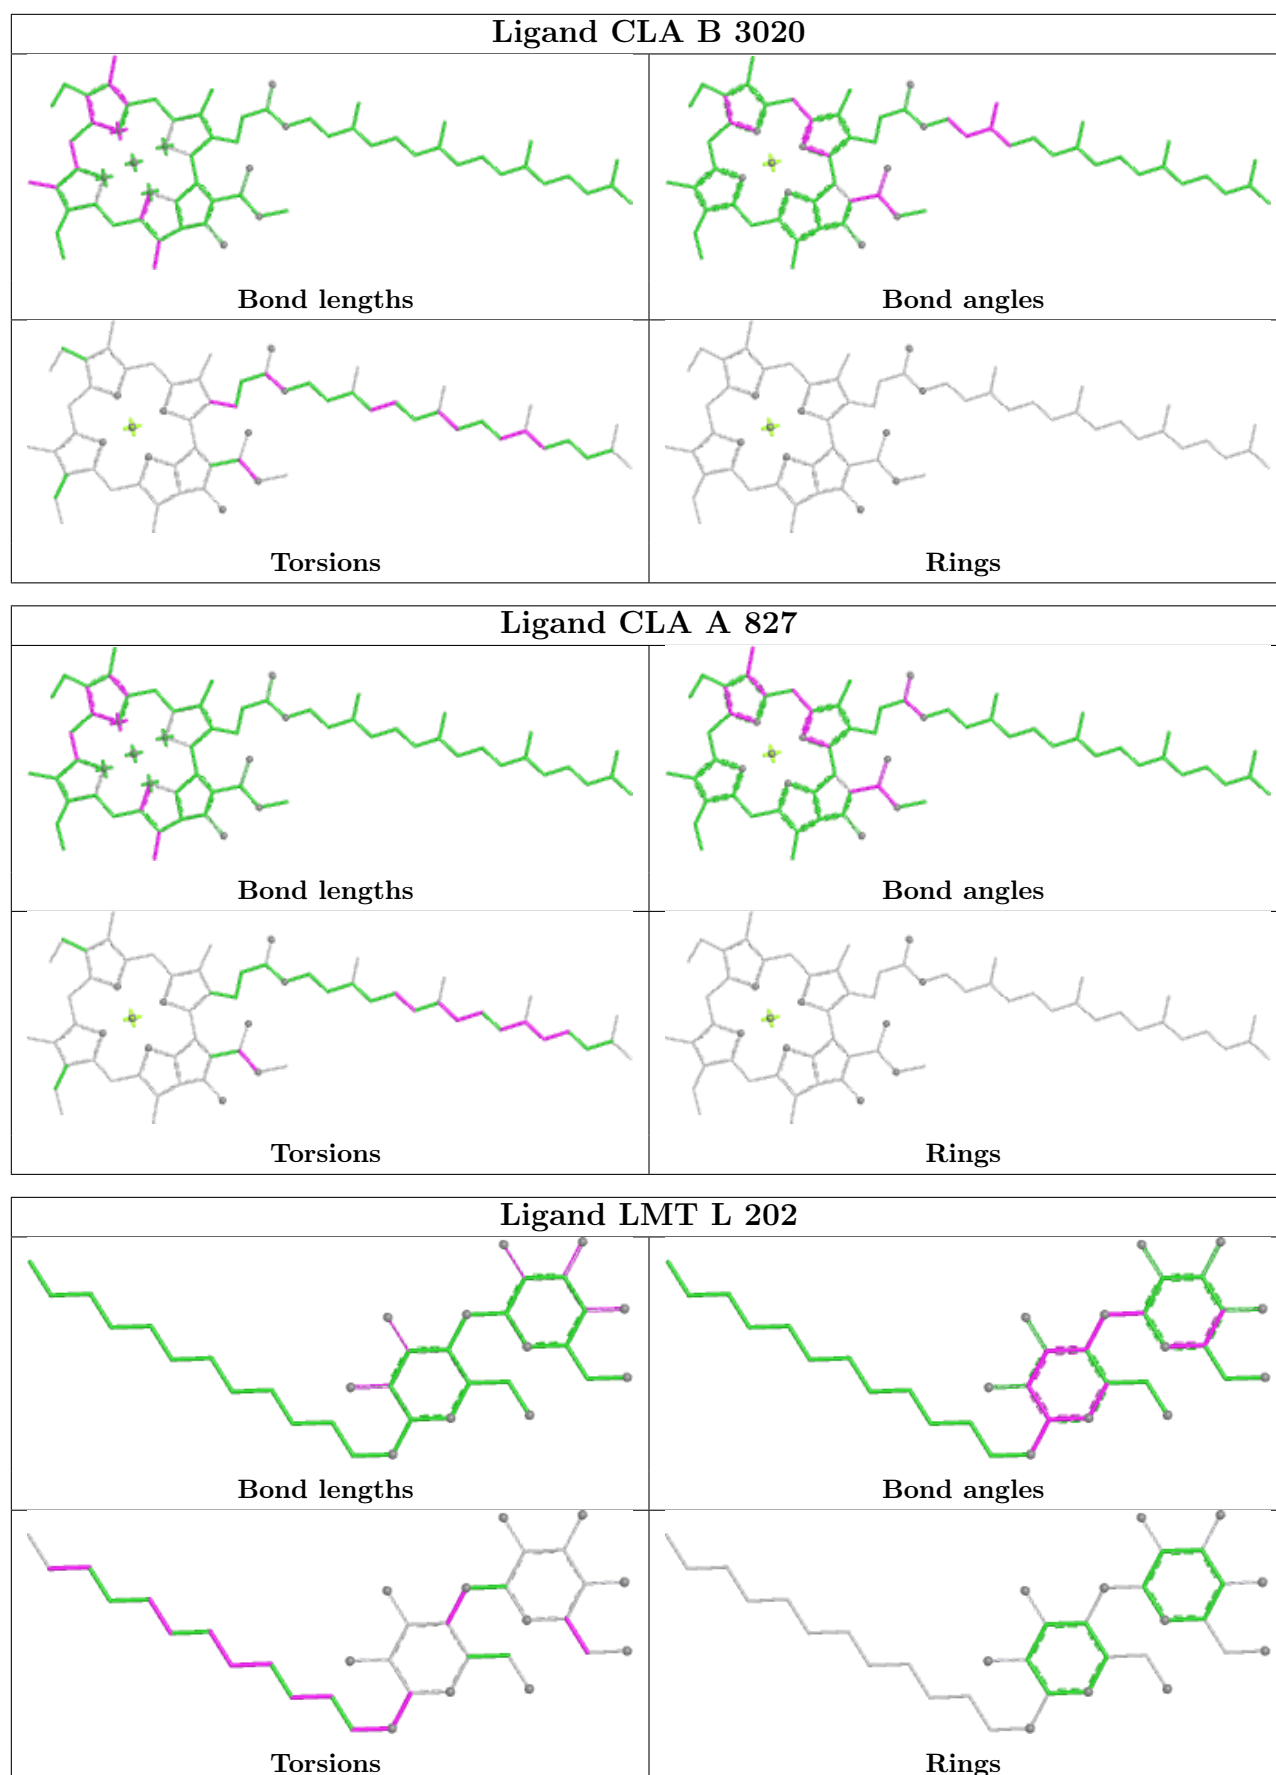 Ligand CLA B 3020
Bond lengths
Bond angles
Torsions
Rings
Ligand CLA A 827
Bond lengths
Bond angles
Torsions
Rings
Ligand LMT L 202
Bond lengths
Bond angles
Torsions
Rings